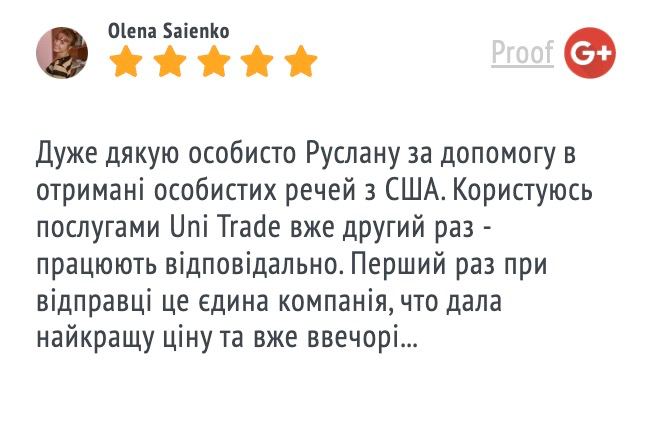 Olena Saienko
Proof G+
Дуже дякую особисто Руслану за допомогу в
отримані особистих речей з США. Користуюсь
послугами Uni Trade вже другий раз -
працюють відповідально. Перший раз при
відправці це єдина компанія, что дала
найкращу ціну та вже ввечорі...